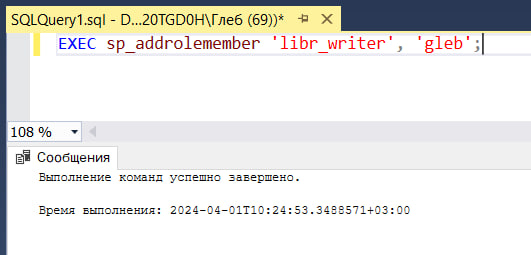 SQLQuery1.sql - D...20TGD0H\Глеб (69))*
EXEC sp_addrolemember 'libr_writer', 'gleb';
108 %
Сообщения
Выполнение команд успешно завершено.
Время выполнения: 2024-04-01T10:24:53.3488571+03:00